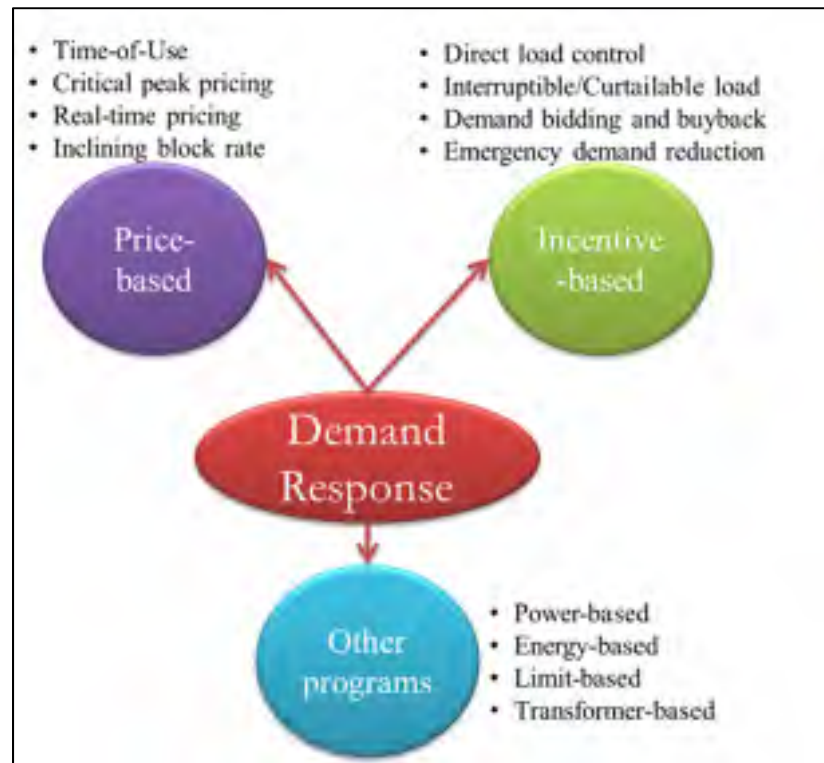 • Time-of-Use
• Critical peak pricing
• Real-time pricing
• Inclining block rate
• Direct load control
• Interruptible/Curtailable load
• Demand bidding and buyback
• Emergency demand reduction
Price-
based
Incentive
-based
Demand
Response
Other
programs
• Power-based
• Energy-based
• Limit-based
• Transformer-based